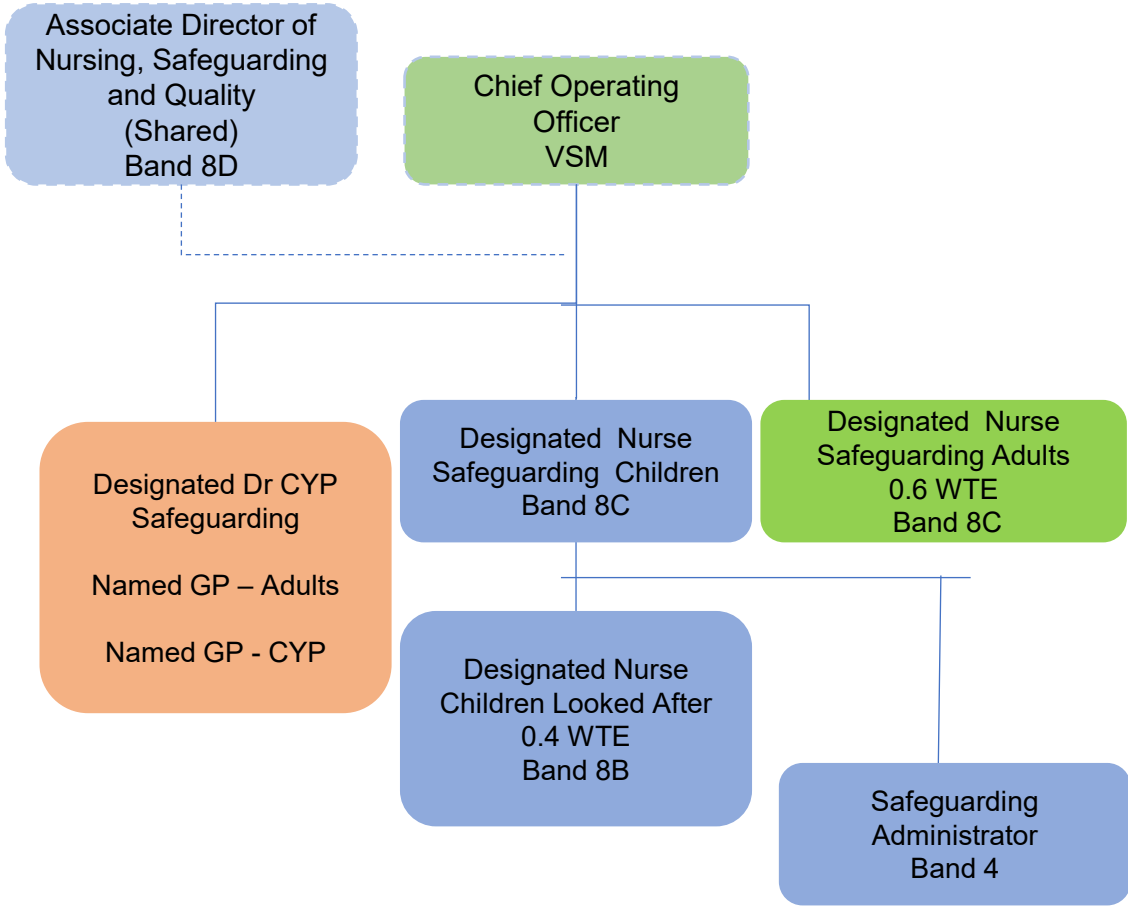 Associate Director of
Nursing, Safeguarding
and Quality
(Shared)
Band 8D
Chief Operating
Officer
VSM
Designated Dr CYP
Safeguarding
Named GP – Adults
Named GP - CYP
Designated Nurse
Safeguarding Children
Band 8C
Designated Nurse
Safeguarding Adults
0.6 WTE
Band 8C
Designated Nurse
Children Looked After
0.4 WTE
Band 8B
Safeguarding
Administrator
Band 4